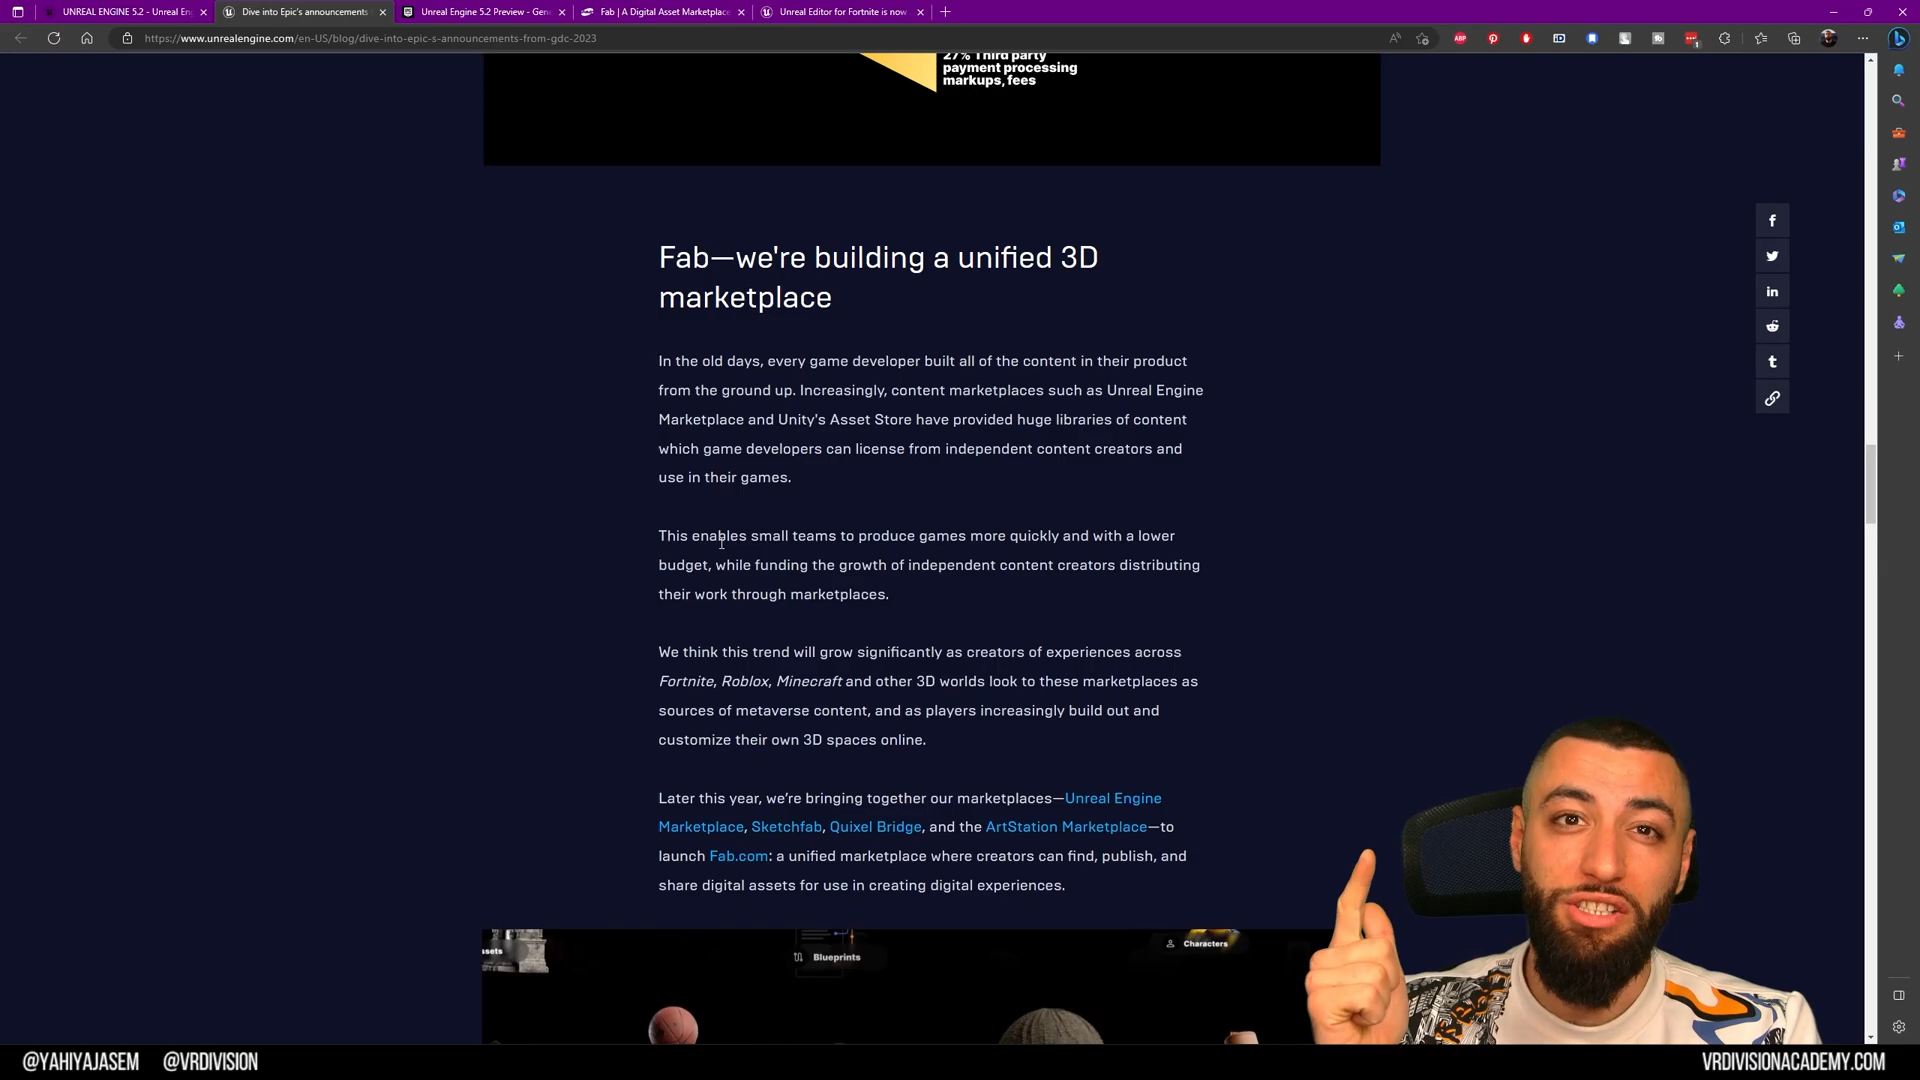 UNREAL ENGINE 5.2 - Unreal En
Dive into Epic's announcements
Unreal Engine 5.2 Preview - Gen
Fab | A Digital Asset Marketplace
Unreal Editor for Fortnite is now
https://www.unrealengine.com/en-US/blog/dive-into-epic-s-announcements-from-gdc-2023
27% Third party
payment processing
markups, fees
Fab—we're building a unified 3D
marketplace
In the old days, every game developer built all of the content in their product
from the ground up. Increasingly, content marketplaces such as Unreal Engine
Marketplace and Unity's Asset Store have provided huge libraries of content
which game developers can license from independent content creators and
use in their games.
This enables small teams to produce games more quickly and with a lower
budget, while funding the growth of independent content creators distributing
their work through marketplaces.
We think this trend will grow significantly as creators of experiences across
Fortnite, Roblox, Minecraft and other 3D worlds look to these marketplaces as
sources of metaverse content, and as players increasingly build out and
customize their own 3D spaces online.
Later this year, we're bringing together our marketplaces—Unreal Engine
Marketplace, Sketchfab, Quixel Bridge, and the ArtStation Marketplace—to
launch Fab.com: a unified marketplace where creators can find, publish, and
share digital assets for use in creating digital experiences.
ssets
Blueprints
Characters
@YAHIYAJASEM @VRDIVISION
VRDIVISIONACADEMY.COM